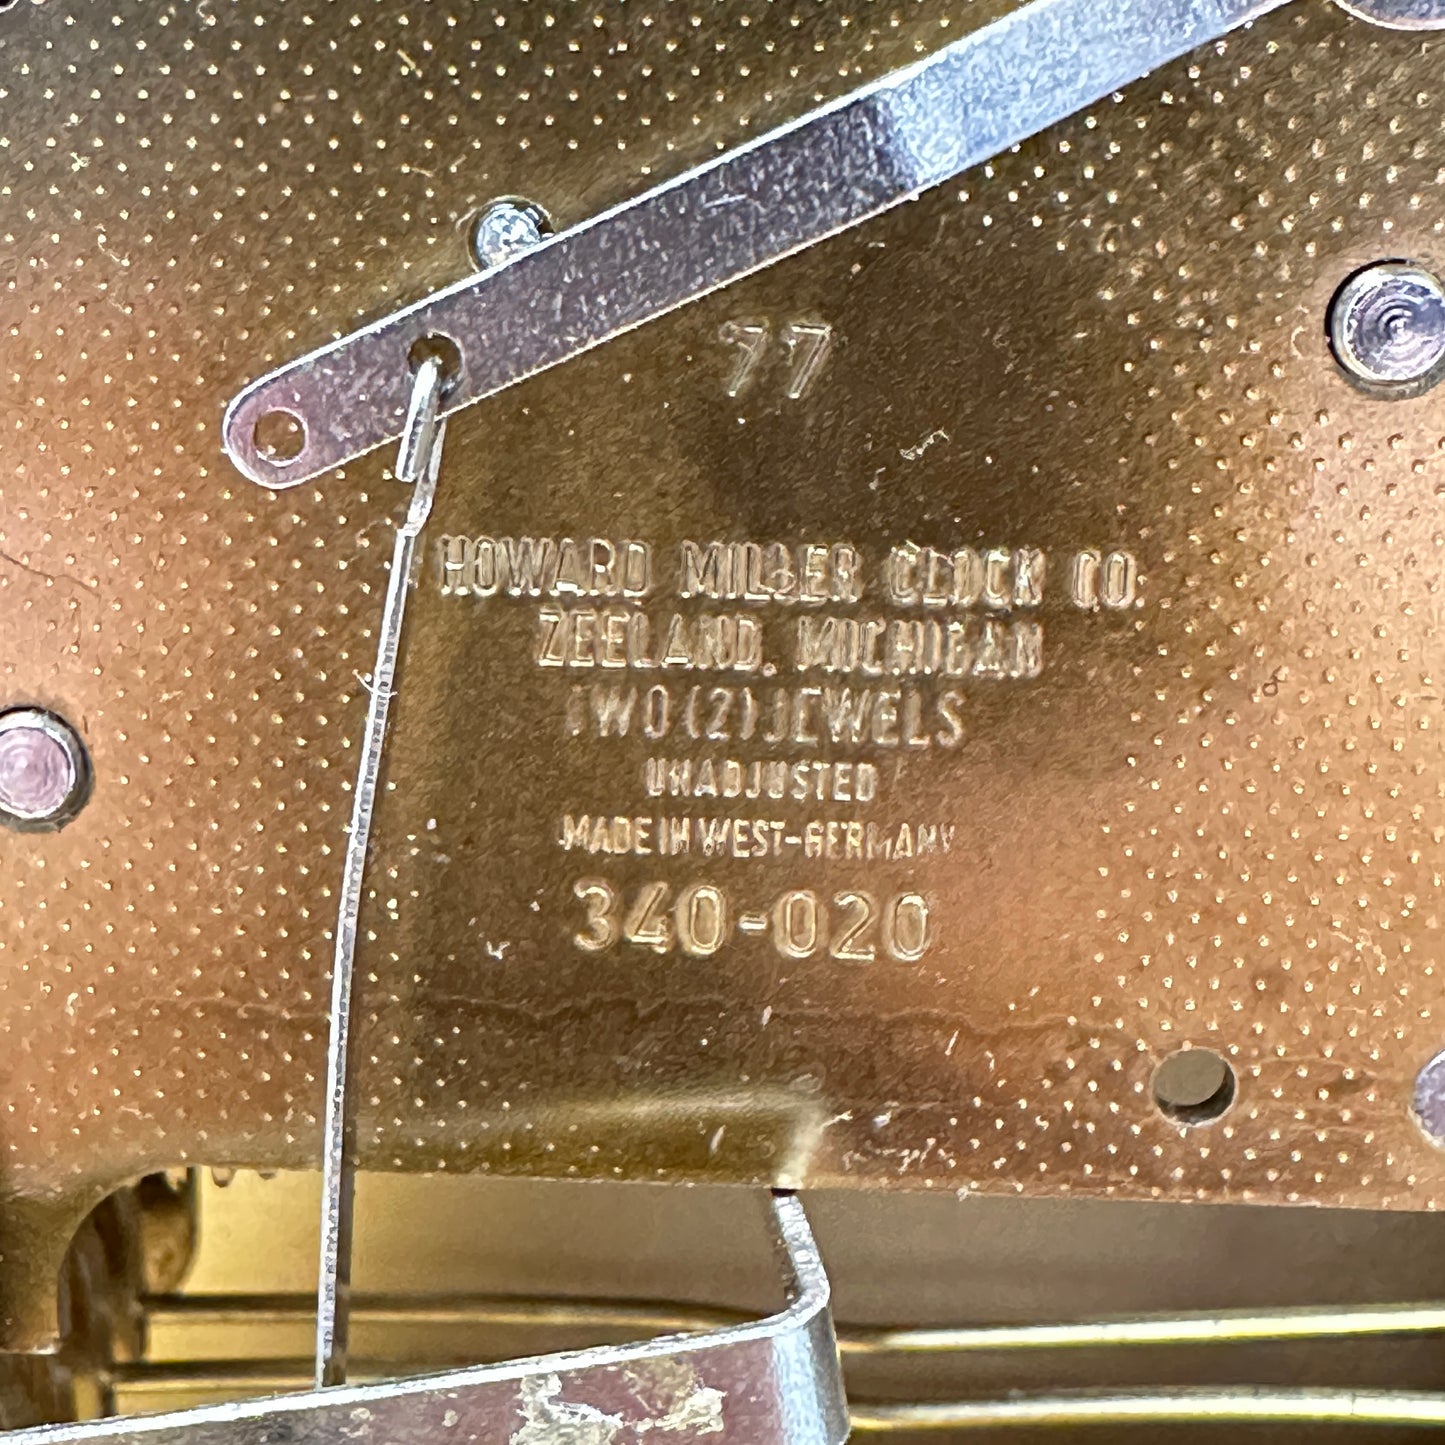 77
HOWARD MILLER CLOCK CO.
ZEELAND, MICHIGAN
TWO (2) JEWELS
UNADJUSTED
MADE IN WEST-GERMANY
340-020